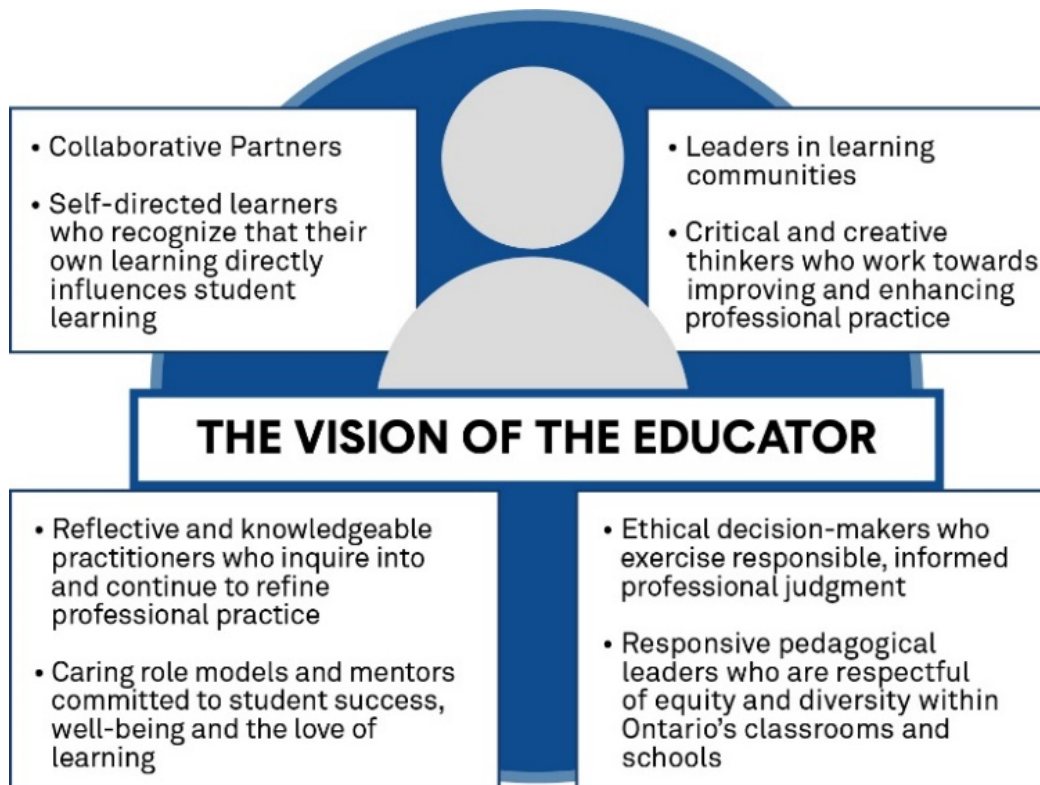 • Collaborative Partners
• Self-directed learners
who recognize that their
own learning directly
influences student
learning
• Leaders in learning
communities
• Critical and creative
thinkers who work towards
improving and enhancing
professional practice
THE VISION OF THE EDUCATOR
• Reflective and knowledgeable
practitioners who inquire into
and continue to refine
professional practice
• Caring role models and mentors
committed to student success,
well-being and the love of
learning
• Ethical decision-makers who
exercise responsible, informed
professional judgment
• Responsive pedagogical
leaders who are respectful
of equity and diversity within
Ontario's classrooms and
schools